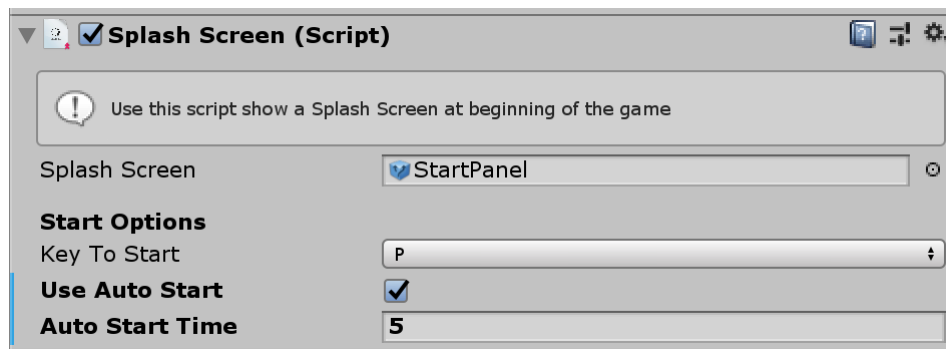 Splash Screen (Script)
Use this script show a Splash Screen at beginning of the game
Splash Screen StartPanel
Start Options
Key To Start P
Use Auto Start
Auto Start Time 5